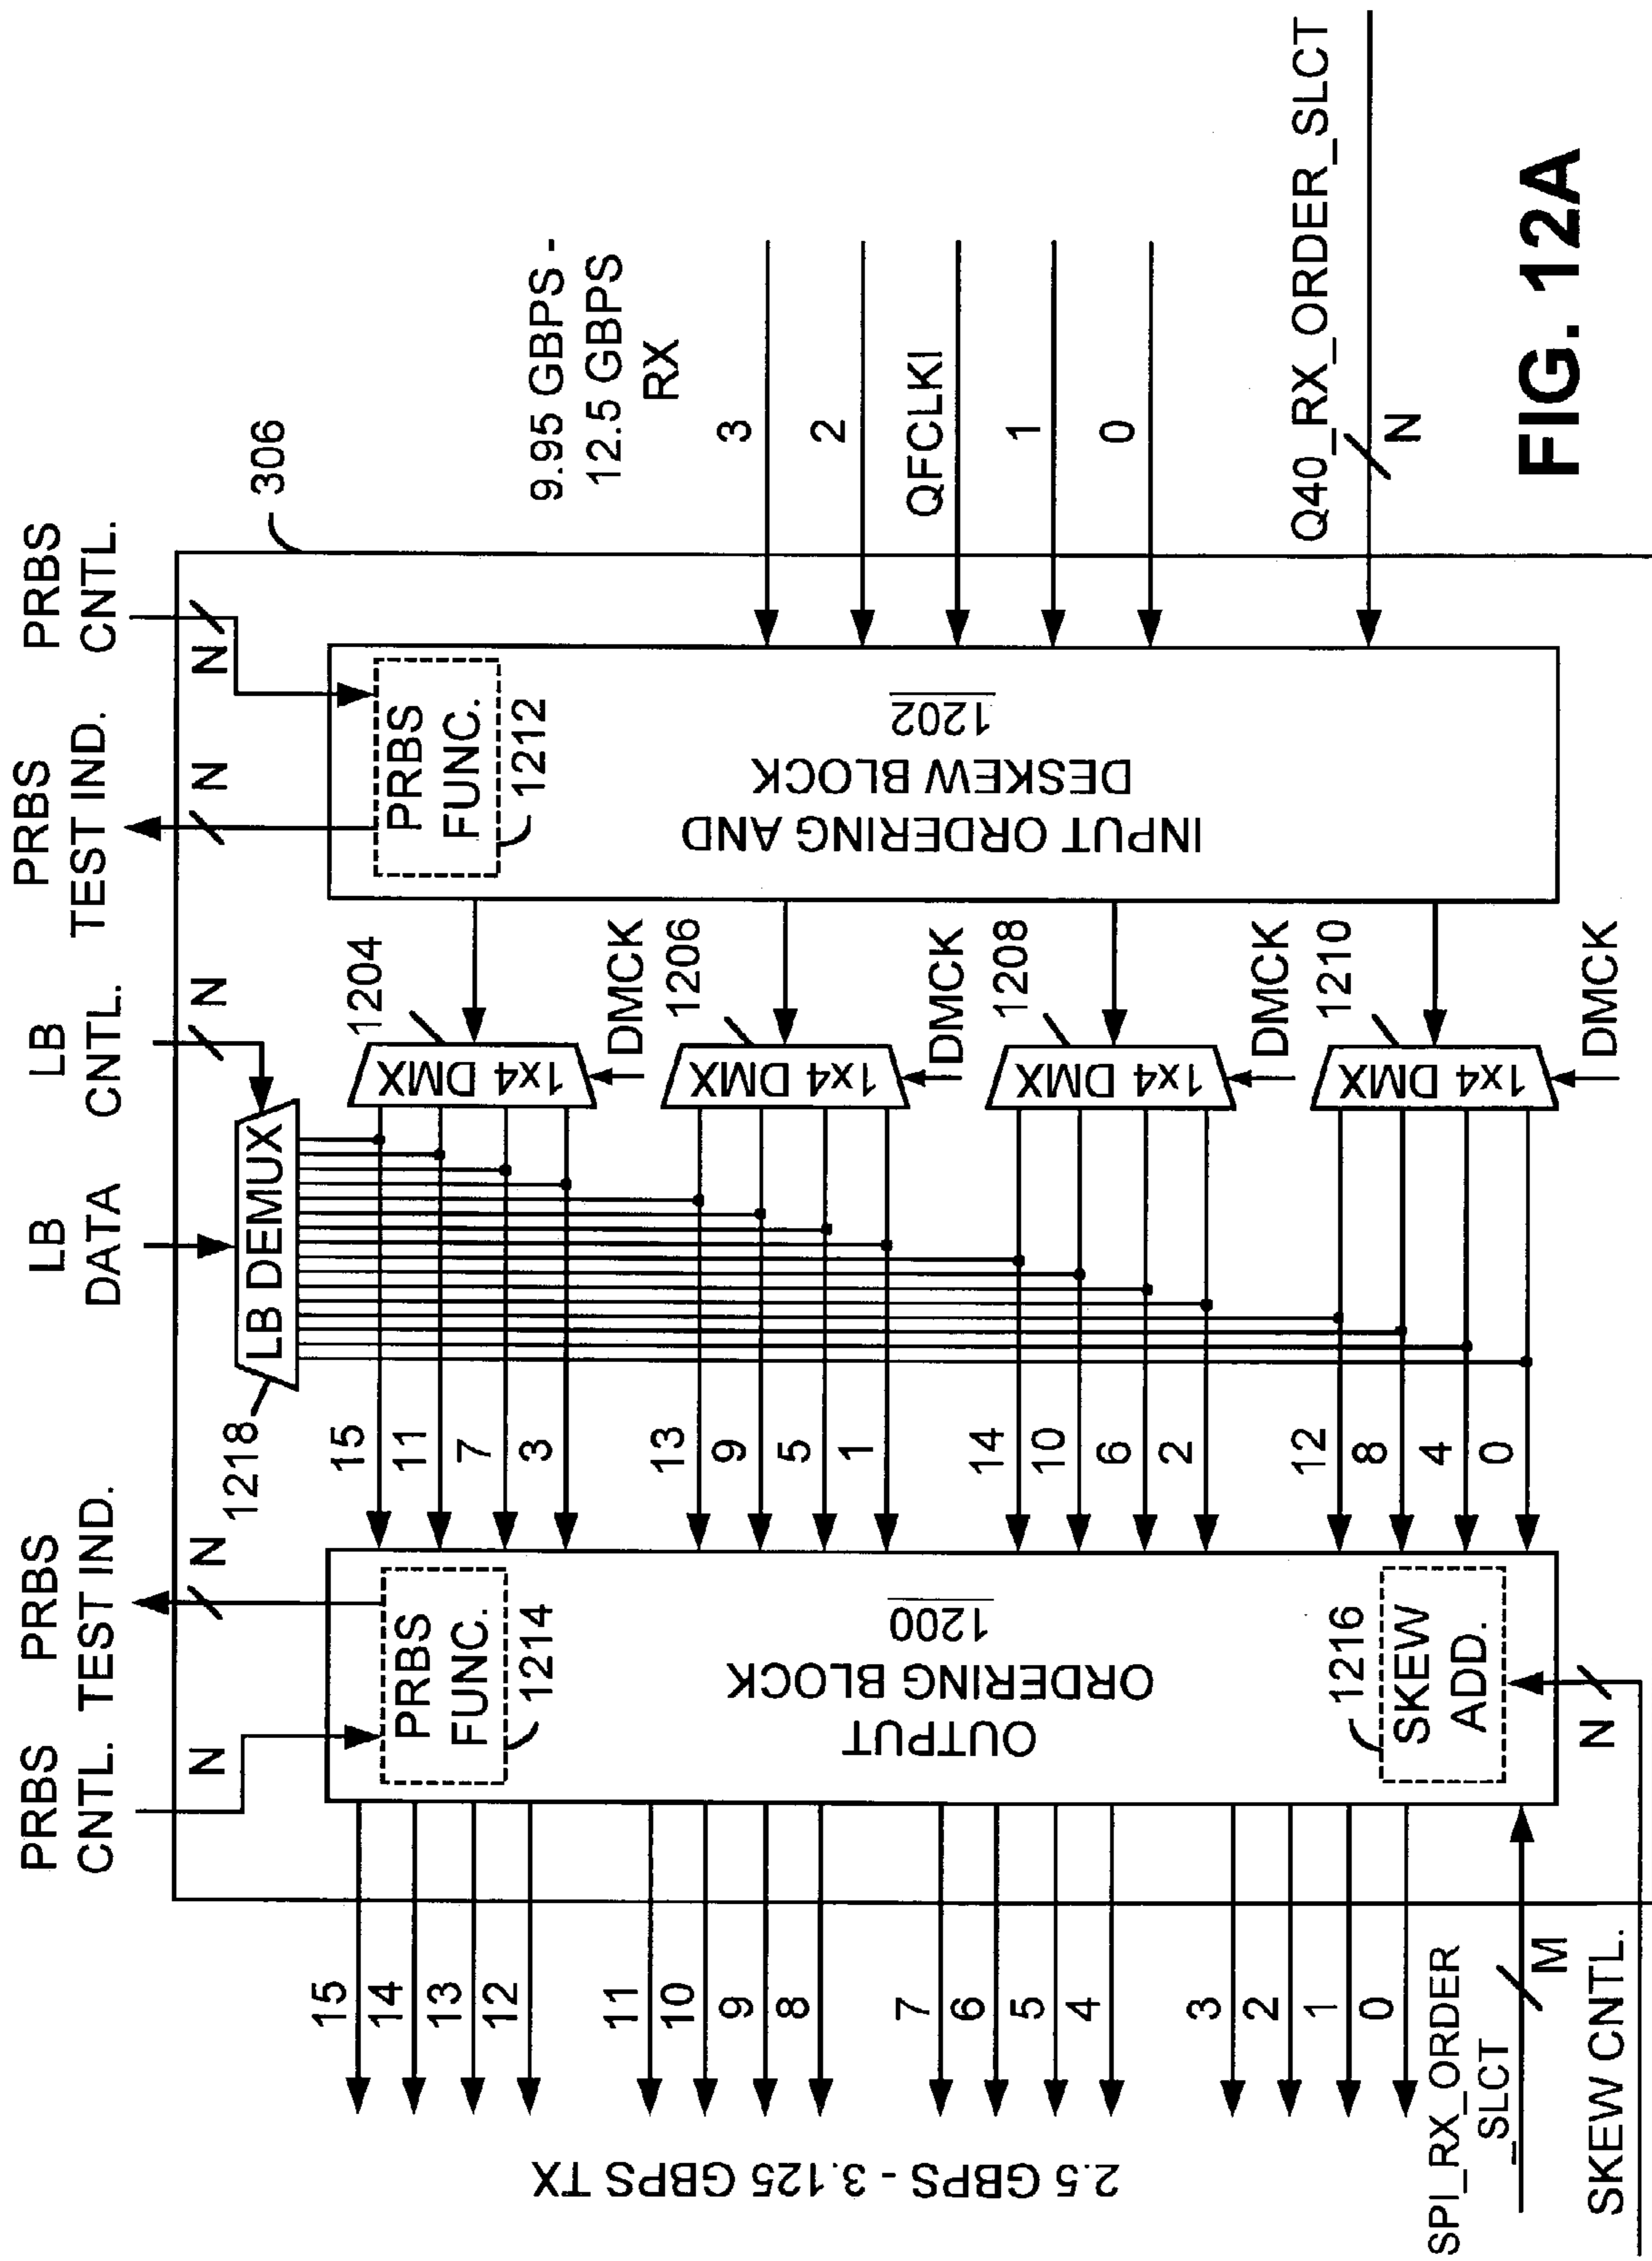 PRBS
CNTL.
PRBS
TEST IND.
LB
DATA
LB
CNTL.
PRBS
TEST IND.
PRBS
CNTL.
N
N
N
N
N
306
1218
LB DEMUX
PRBS
FUNC.
1214
OUTPUT
ORDERING BLOCK
1200
1216
SKEW
ADD.
N
15
11
7
3
13
9
5
1
14
10
6
2
12
8
4
0
1204
1x4 DMX
DMCK
1206
1x4 DMX
DMCK
1208
1x4 DMX
DMCK
1210
1x4 DMX
DMCK
PRBS
FUNC.
1212
INPUT ORDERING AND
DESKEW BLOCK
1202
9.95 GBPS -
12.5 GBPS
RX
3
2
QFCLKI
1
0
Q40_RX_ORDER_SLCT
N
2.5 GBPS - 3.125 GBPS TX
15
14
13
12
11
10
9
8
7
6
5
4
3
2
1
0
SPI_RX_ORDER
_SLCT
M
SKEW CNTL.
FIG. 12A